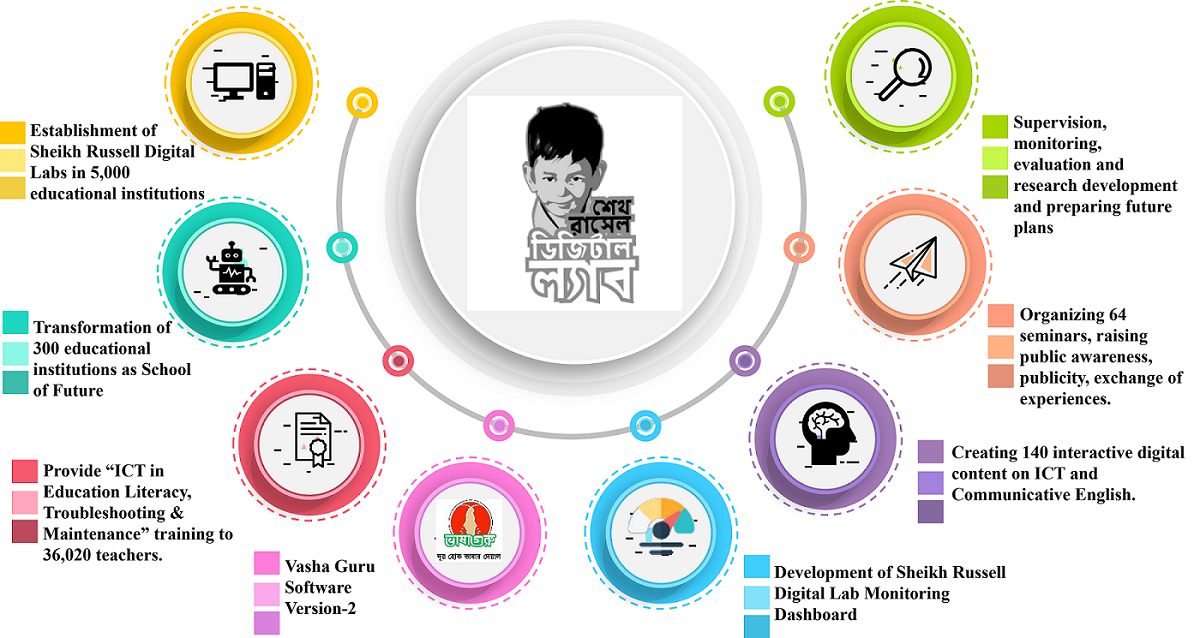 Establishment of
Sheikh Russell Digital
Labs in 5,000
educational institutions
Transformation of
300 educational
institutions as School
of Future
Provide “ICT in
Education Literacy,
Troubleshooting &
Maintenance” training to
36,020 teachers.
Vasha Guru
Software
Version-2
শেখ
রাসেল
ডিজিটাল
ল্যাব
ভাষাগুরু
দূর হোক ভাষার দেয়াল
Development of Sheikh Russell
Digital Lab Monitoring
Dashboard
Creating 140 interactive digital
content on ICT and
Communicative English.
Organizing 64
seminars, raising
public awareness,
publicity, exchange of
experiences.
Supervision,
monitoring,
evaluation and
research development
and preparing future
plans